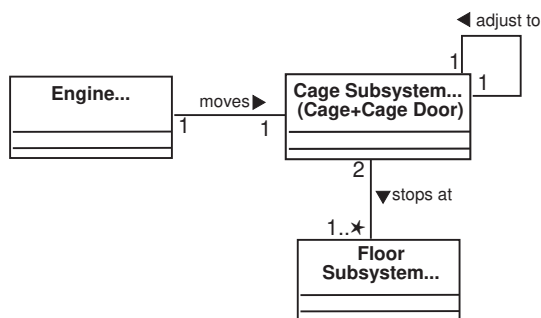 ◀ adjust to
1
1
Engine...
moves▶
Cage Subsystem...
(Cage+Cage Door)
1
1
2
▼stops at
1..*
Floor
Subsystem...